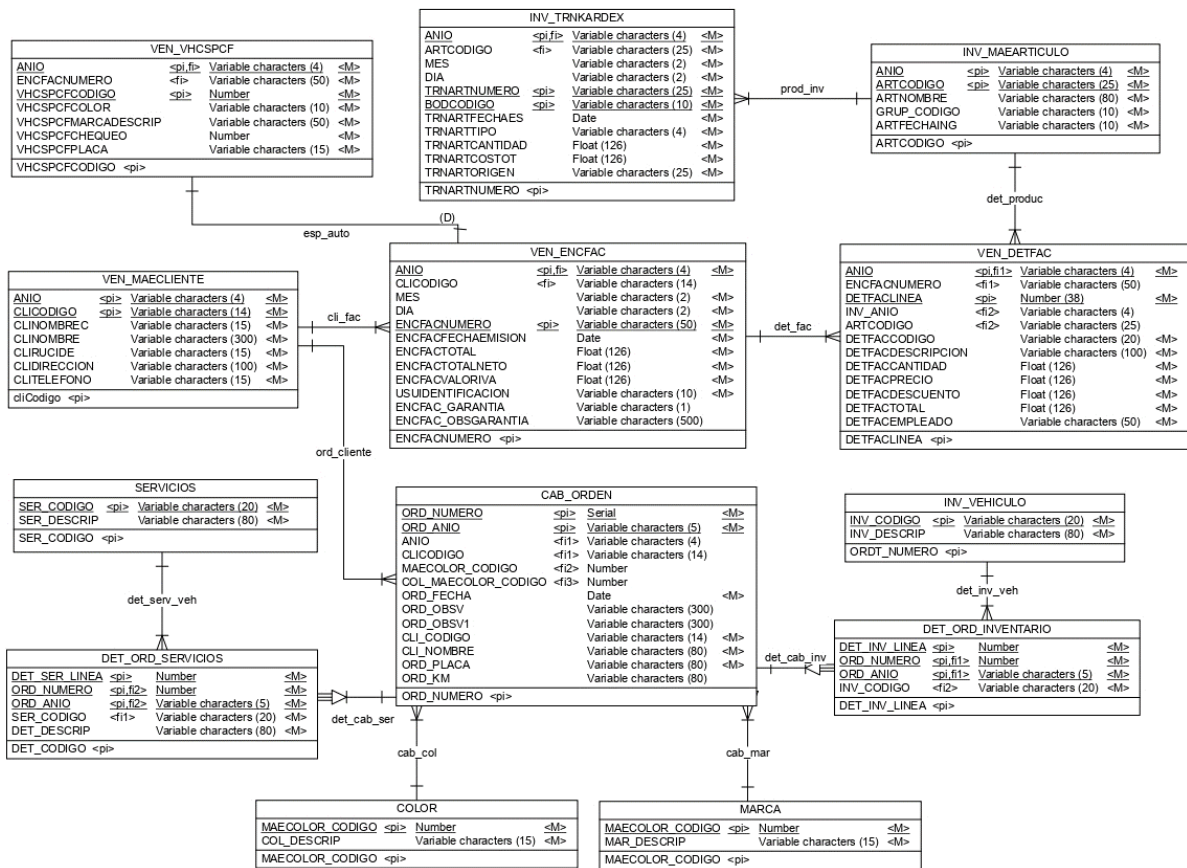 VEN_VHCSPCF
ANIO <pi,fi> Variable characters (4) <M>
ENCFACNUMERO <fi> Variable characters (50) <M>
VHCSPCFCODIGO <pi> Number <M>
VHCSPCFCOLOR Variable characters (10) <M>
VHCSPCFMARCADESCRIP Variable characters (50) <M>
VHCSPCFCHEQUEO Number <M>
VHCSPCFPLACA Variable characters (15) <M>
VHCSPCFCODIGO <pi>
INV_TRNKARDEX
ANIO <pi,fi> Variable characters (4) <M>
ARTCODIGO <fi> Variable characters (25) <M>
MES Variable characters (2) <M>
DIA Variable characters (2) <M>
TRNARTNUMERO <pi> Variable characters (25) <M>
BODCODIGO <pi> Variable characters (10) <M>
TRNARTFECHAES Date <M>
TRNARTTIPO Variable characters (4) <M>
TRNARTCANTIDAD Float (126) <M>
TRNARTCOSTOT Float (126) <M>
TRNARTORIGEN Variable characters (25) <M>
TRNARTNUMERO <pi>
prod_inv
INV_MAEARTICULO
ANIO <pi> Variable characters (4) <M>
ARTCODIGO <pi> Variable characters (25) <M>
ARTNOMBRE Variable characters (80) <M>
GRUP_CODIGO Variable characters (10) <M>
ARTFECHAING Variable characters (10) <M>
ARTCODIGO <pi>
det_produc
(D)
esp_auto
VEN_MAECLIENTE
ANIO <pi> Variable characters (4) <M>
CLICODIGO <pi> Variable characters (14) <M>
CLINOMBREC Variable characters (15) <M>
CLINOMBRE Variable characters (300) <M>
CLIRUCIDE Variable characters (15) <M>
CLIDIRECCION Variable characters (100) <M>
CLITELEFONO Variable characters (15) <M>
cliCodigo <pi>
cli_fac
VEN_ENCFAC
ANIO <pi,fi> Variable characters (4) <M>
CLICODIGO <fi> Variable characters (14)
MES Variable characters (2) <M>
DIA Variable characters (2) <M>
ENCFACNUMERO <pi> Variable characters (50) <M>
ENCFACFECHAEMISION Date <M>
ENCFACTOTAL Float (126) <M>
ENCFACTOTALNETO Float (126) <M>
ENCFACVALORIVA Float (126) <M>
USUIDENTIFICACION Variable characters (10) <M>
ENCFAC_GARANTIA Variable characters (1)
ENCFAC_OBSGARANTIA Variable characters (500)
ENCFACNUMERO <pi>
det_fac
VEN_DETFAC
ANIO <pi,fi1> Variable characters (4) <M>
ENCFACNUMERO <fi1> Variable characters (50)
DETFACLINEA <pi> Number (38) <M>
INV_ANIO <fi2> Variable characters (4)
ARTCODIGO <fi2> Variable characters (25)
DETFACCODIGO Variable characters (20) <M>
DETFACDESCRIPCION Variable characters (100) <M>
DETFACCANTIDAD Float (126) <M>
DETFACPRECIO Float (126) <M>
DETFACDESCUENTO Float (126) <M>
DETFACTOTAL Float (126) <M>
DETFACEMPLEADO Variable characters (50) <M>
DETFACLINEA <pi>
ord_cliente
SERVICIOS
SER_CODIGO <pi> Variable characters (20) <M>
SER_DESCRIP Variable characters (80) <M>
SER_CODIGO <pi>
det_serv_veh
CAB_ORDEN
ORD_NUMERO <pi> Serial <M>
ORD_ANIO <pi> Variable characters (5) <M>
ANIO <fi1> Variable characters (4)
CLICODIGO <fi1> Variable characters (14)
MAECOLOR_CODIGO <fi2> Number
COL_MAECOLOR_CODIGO <fi3> Number
ORD_FECHA Date <M>
ORD_OBSV Variable characters (300)
ORD_OBSV1 Variable characters (300)
CLI_CODIGO Variable characters (14) <M>
CLI_NOMBRE Variable characters (80) <M>
ORD_PLACA Variable characters (80) <M>
ORD_KM Variable characters (80)
ORD_NUMERO <pi>
INV_VEHICULO
INV_CODIGO <pi> Variable characters (20) <M>
INV_DESCRIP Variable characters (80) <M>
ORDT_NUMERO <pi>
det_inv_veh
DET_ORD_SERVICIOS
DET_SER_LINEA <pi> Number <M>
ORD_NUMERO <pi,fi2> Number <M>
ORD_ANIO <pi,fi2> Variable characters (5) <M>
SER_CODIGO <fi1> Variable characters (20) <M>
DET_DESCRIP Variable characters (80) <M>
DET_CODIGO <pi>
det_cab_ser
det_cab_inv
DET_ORD_INVENTARIO
DET_INV_LINEA <pi> Number <M>
ORD_NUMERO <pi,fi1> Number <M>
ORD_ANIO <pi,fi1> Variable characters (5) <M>
INV_CODIGO <fi2> Variable characters (20) <M>
DET_INV_LINEA <pi>
cab_col
cab_mar
COLOR
MAECOLOR_CODIGO <pi> Number <M>
COL_DESCRIP Variable characters (15) <M>
MAECOLOR_CODIGO <pi>
MARCA
MAECOLOR_CODIGO <pi> Number <M>
MAR_DESCRIP Variable characters (15) <M>
MAECOLOR_CODIGO <pi>